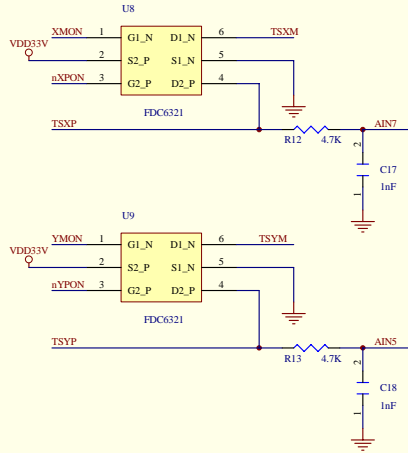 U8
XMON 1 G1_N D1_N 6 TSXM
VDD33V 2 S2_P S1_N 5
nXPON 3 G2_P D2_P 4
FDC6321
TSXP AIN7
R12 4.7K
2 C17
1 1nF
U9
YMON 1 G1_N D1_N 6 TSYM
VDD33V 2 S2_P S1_N 5
nYPON 3 G2_P D2_P 4
FDC6321
TSYP AIN5
R13 4.7K
2 C18
1 1nF